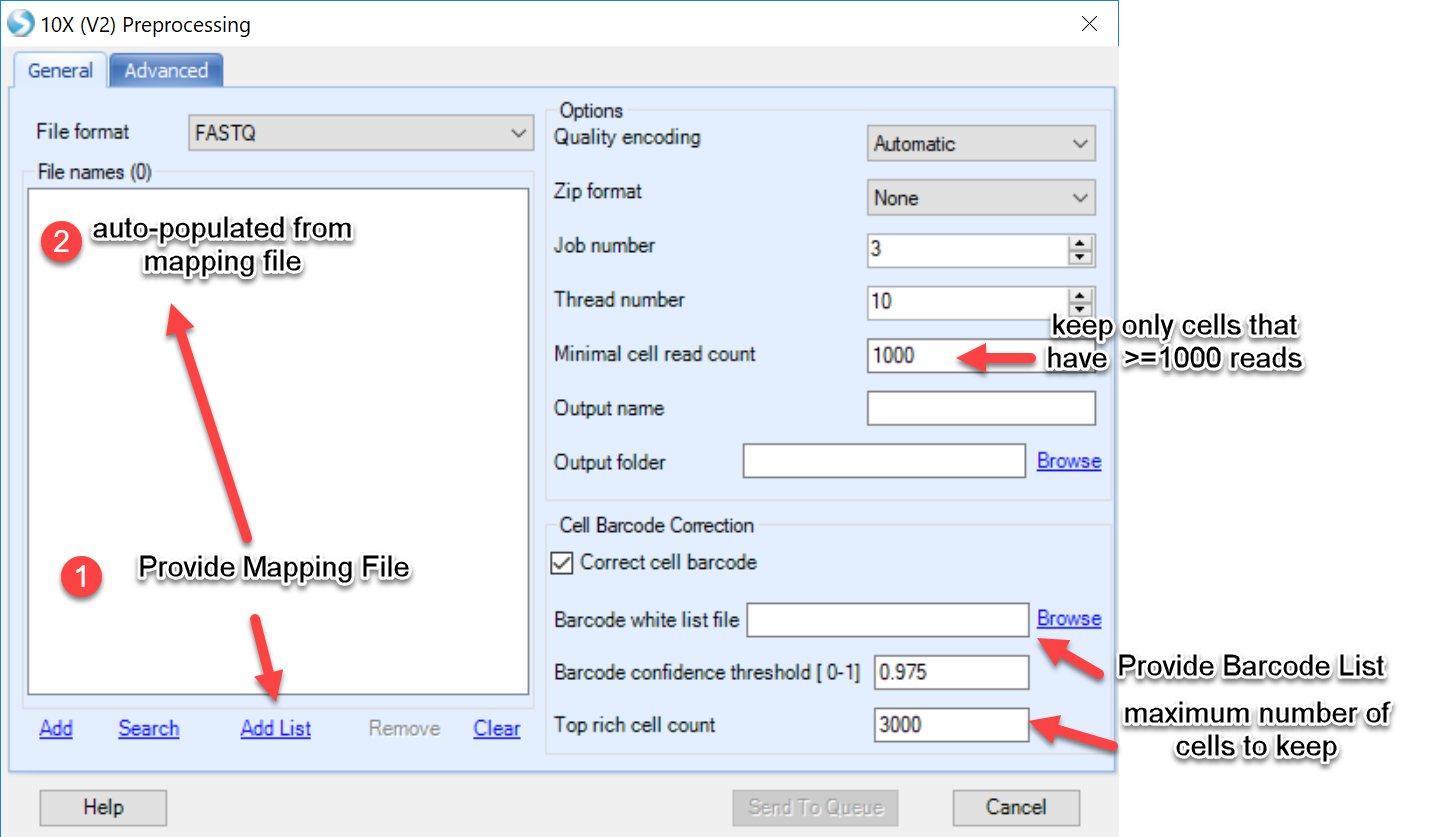 10X (V2) Preprocessing
General
Advanced
File format
FASTQ
File names (0)
2
auto-populated from
mapping file
1
Provide Mapping File
Add
Search
Add List
Remove
Clear
Options
Quality encoding
Automatic
Zip format
None
Job number
3
Thread number
10
Minimal cell read count
1000
keep only cells that
have >=1000 reads
Output name
Output folder
Browse
Cell Barcode Correction
Correct cell barcode
Barcode white list file
Browse
Provide Barcode List
Barcode confidence threshold [ 0-1]
0.975
Top rich cell count
3000
maximum number of
cells to keep
Help
Send To Queue
Cancel